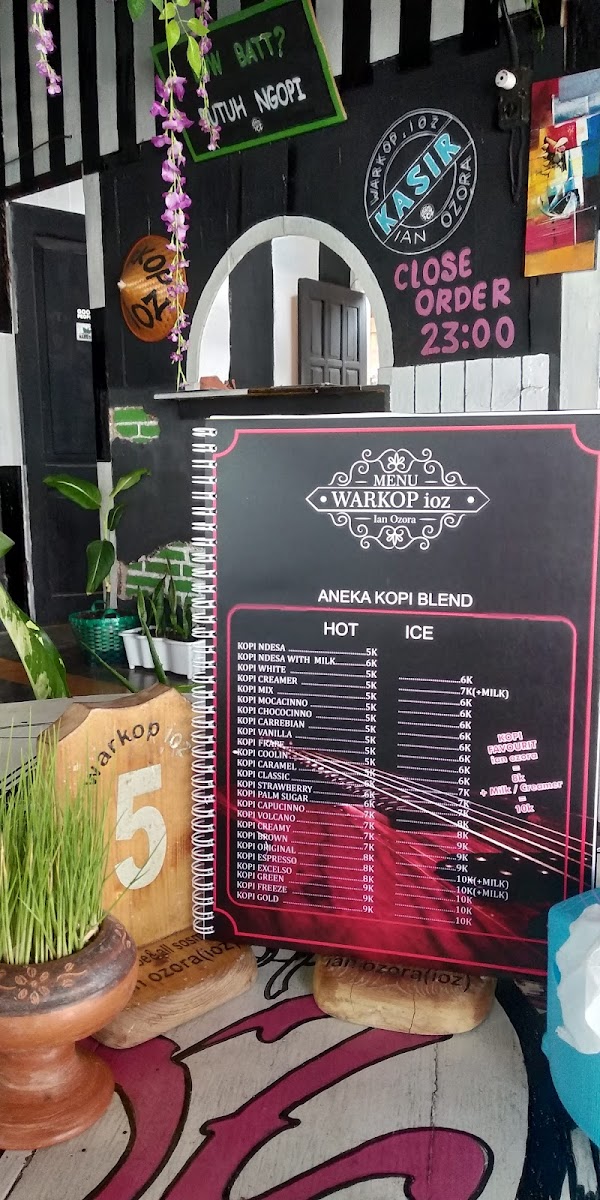 W BATT?
UTUH NGOPI
WARKOP.IOZ
KASIR
IAN OZORA
CLOSE
ORDER
23:00
KOPI
OZ
GOOD
MENU
WARKOP ioz
Ian Ozora
ANEKA KOPI BLEND
HOT ICE
KOPI NDESA 5K 6K
KOPI NDESA WITH MILK 6K 7K(+MILK)
KOPI WHITE 5K 6K
KOPI CREAMER 5K 6K
KOPI MIX 5K 6K
KOPI MOCACINNO 5K 6K
KOPI CHOCOCINNO 5K 6K
KOPI CARREBIAN 5K 6K
KOPI VANILLA 5K 6K
KOPI 5K 6K
KOPI COOLIN 5K 7K
KOPI CARAMEL 5K 7K
KOPI CLASSIC 6K 7K
KOPI STRAWBERRY 6K 8K
KOPI PALM SUGAR 6K 8K
KOPI CAPUCINNO 7K 9K
KOPI VOLCANO 7K 9K
KOPI CREAMY 7K
KOPI BROWN 7K
KOPI ORIGINAL 8K 10K(+MILK)
KOPI ESPRESSO 8K 10K(+MILK)
KOPI EXCELSO 9K 10K
KOPI GREEN 9K 10K
KOPI FREEZE 9K 10K
KOPI GOLD
KOPI
FAVOURIT
ian ozora
=
8k
+ Milk / Creamer
=
10k
warkop ioz
5
ozora(ioz)
ian ozora(ioz)